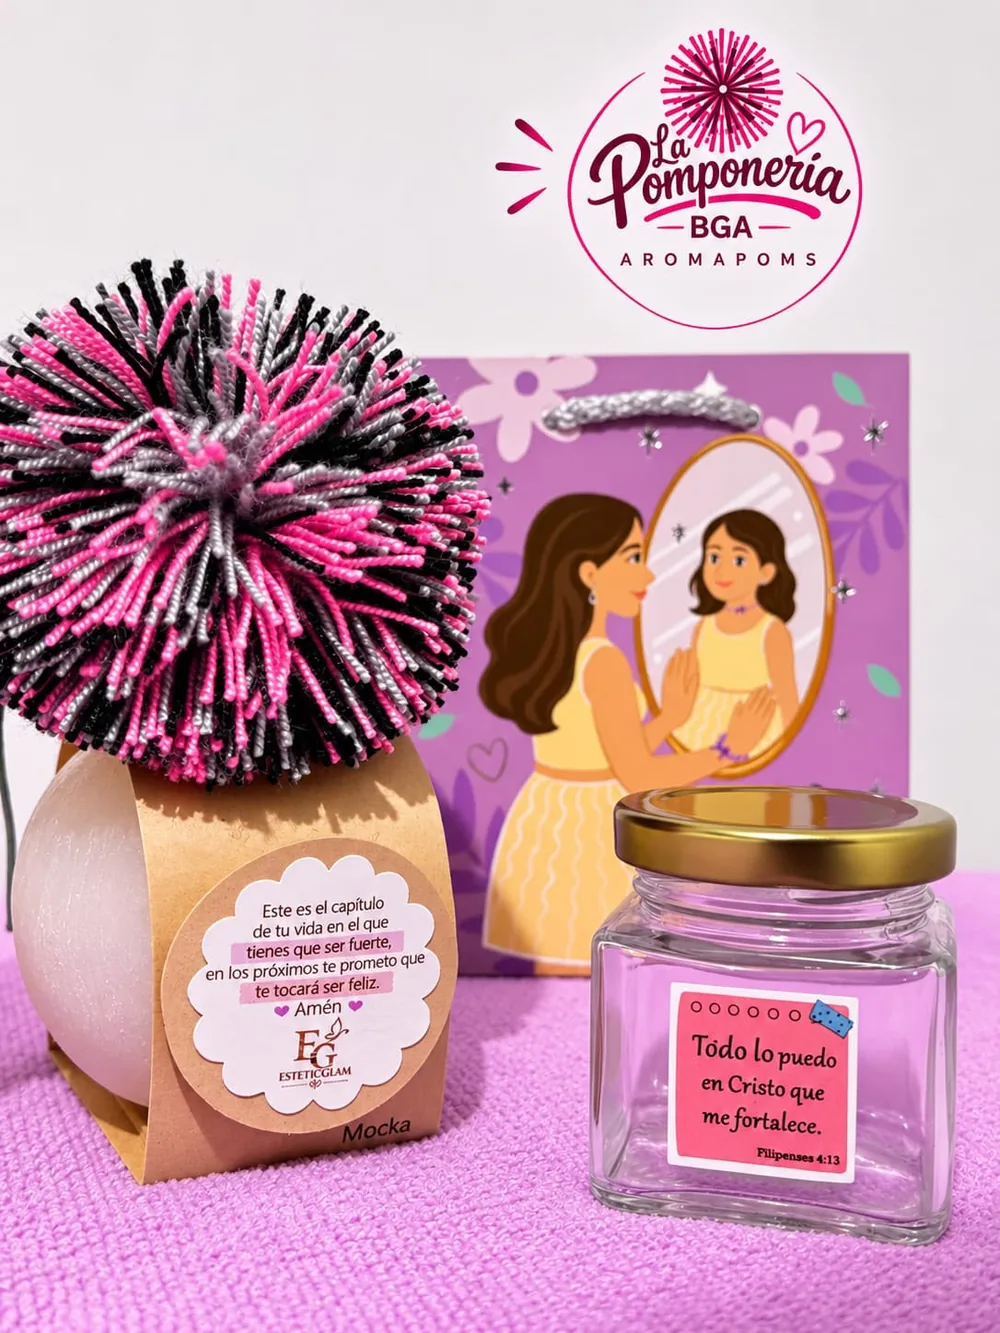 La
Pomponería
BGA
AROMAPOMS
Este es el capítulo
de tu vida en el que
tienes que ser fuerte,
en los próximos te prometo que
te tocará ser feliz.
Amén
EG
ESTETICGLAM
Mocka
Todo lo puedo
en Cristo que
me fortalece.
Filipenses 4:13